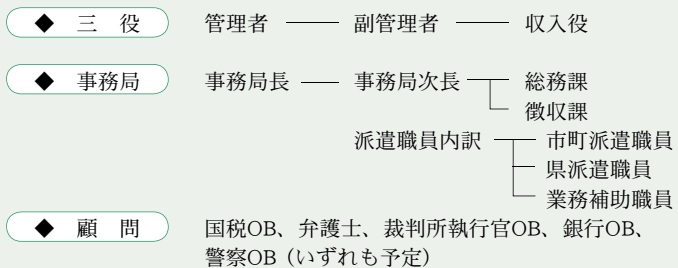 ◆ 三 役 管理者 副管理者 収入役
◆ 事務局 事務局長 事務局次長 総務課
徴収課
派遣職員内訳 市町派遣職員
県派遣職員
業務補助職員
◆ 顧 問 国税OB、弁護士、裁判所執行官OB、銀行OB、
警察OB(いずれも予定)